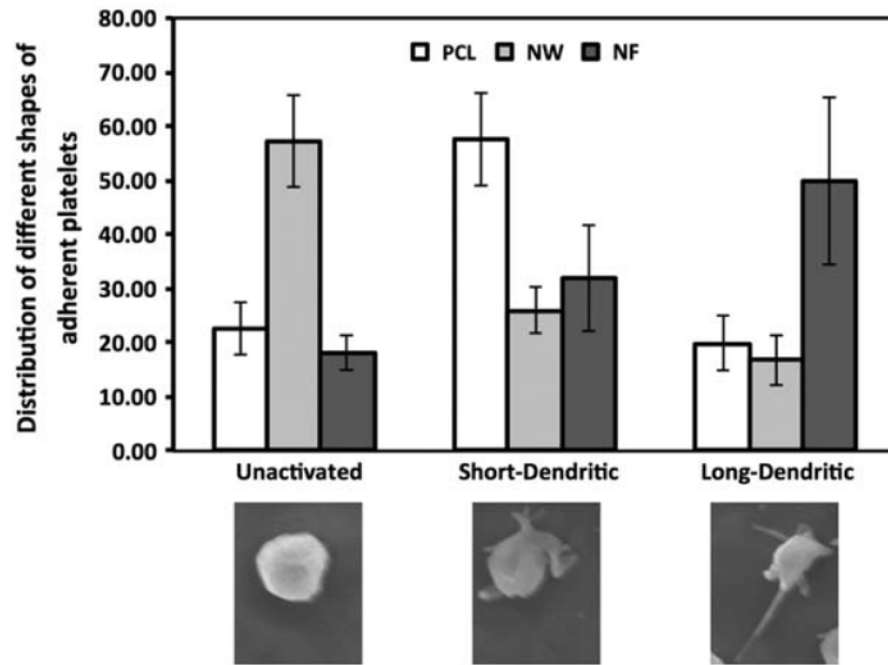 Distribution of different shapes of
adherent platelets
80.00
70.00
60.00
50.00
40.00
30.00
20.00
10.00
0.00
PCL NW NF
Unactivated Short-Dendritic Long-Dendritic